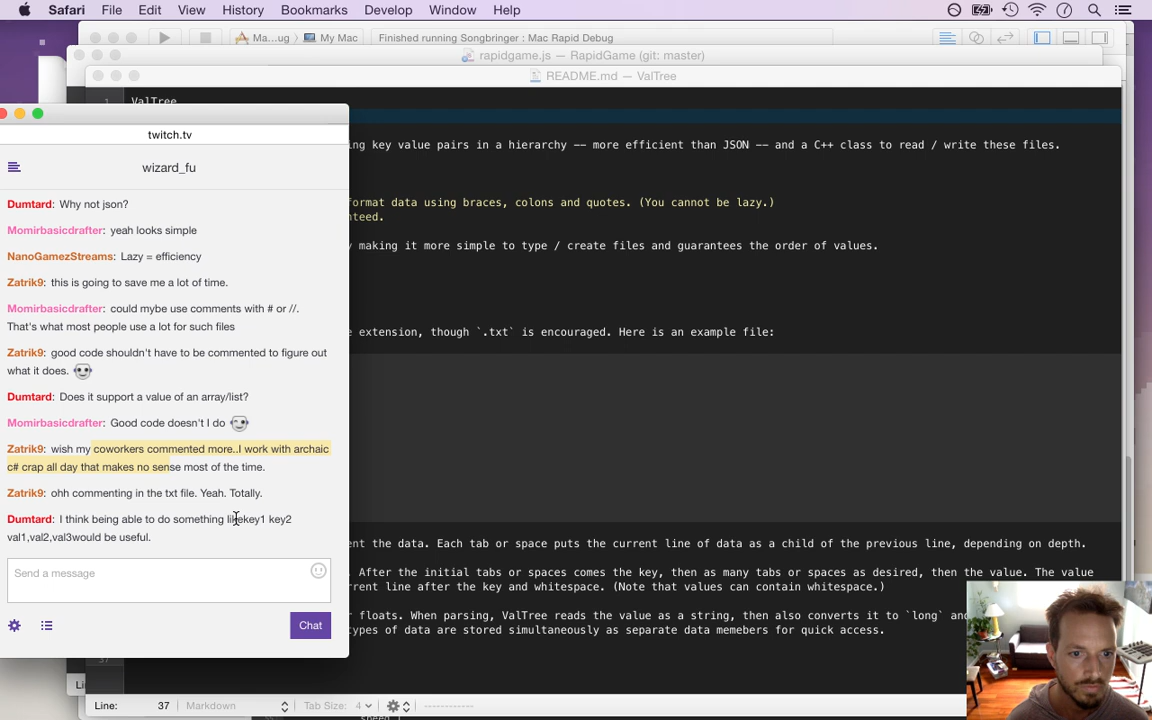 Safari File Edit View History Bookmarks Develop Window Help
Ma...ug My Mac Finished running Songbringer : Mac Rapid Debug
rapidgame.js — RapidGame (git: master)
README.md — ValTree
1 ValTree
twitch.tv
ing key value pairs in a hierarchy -- more efficient than JSON -- and a C++ class to read / write these files.
wizard_fu
Dumtard: Why not json?
format data using braces, colons and quotes. (You cannot be lazy.)
nteed.
Momirbasicdrafter: yeah looks simple
y making it more simple to type / create files and guarantees the order of values.
NanoGamezStreams: Lazy = efficiency
Zatrik9: this is going to save me a lot of time.
Momirbasicdrafter: could mybe use comments with # or //.
That's what most people use a lot for such files
e extension, though `.txt` is encouraged. Here is an example file:
Zatrik9: good code shouldn't have to be commented to figure out
what it does.
Dumtard: Does it support a value of an array/list?
Momirbasicdrafter: Good code doesn't I do
Zatrik9: wish my coworkers commented more..I work with archaic
c# crap all day that makes no sense most of the time.
Zatrik9: ohh commenting in the txt file. Yeah. Totally.
Dumtard: I think being able to do something likekey1 key2
val1,val2,val3would be useful.
ent the data. Each tab or space puts the current line of data as a child of the previous line, depending on depth.
. After the initial tabs or spaces comes the key, then as many tabs or spaces as desired, then the value. The value
rrent line after the key and whitespace. (Note that values can contain whitespace.)
Send a message
r floats. When parsing, ValTree reads the value as a string, then also converts it to `long` an
types of data are stored simultaneously as separate data memebers for quick access.
Chat
37
Li
Line: 37 Markdown Tab Size: 4 ------------
speed 1